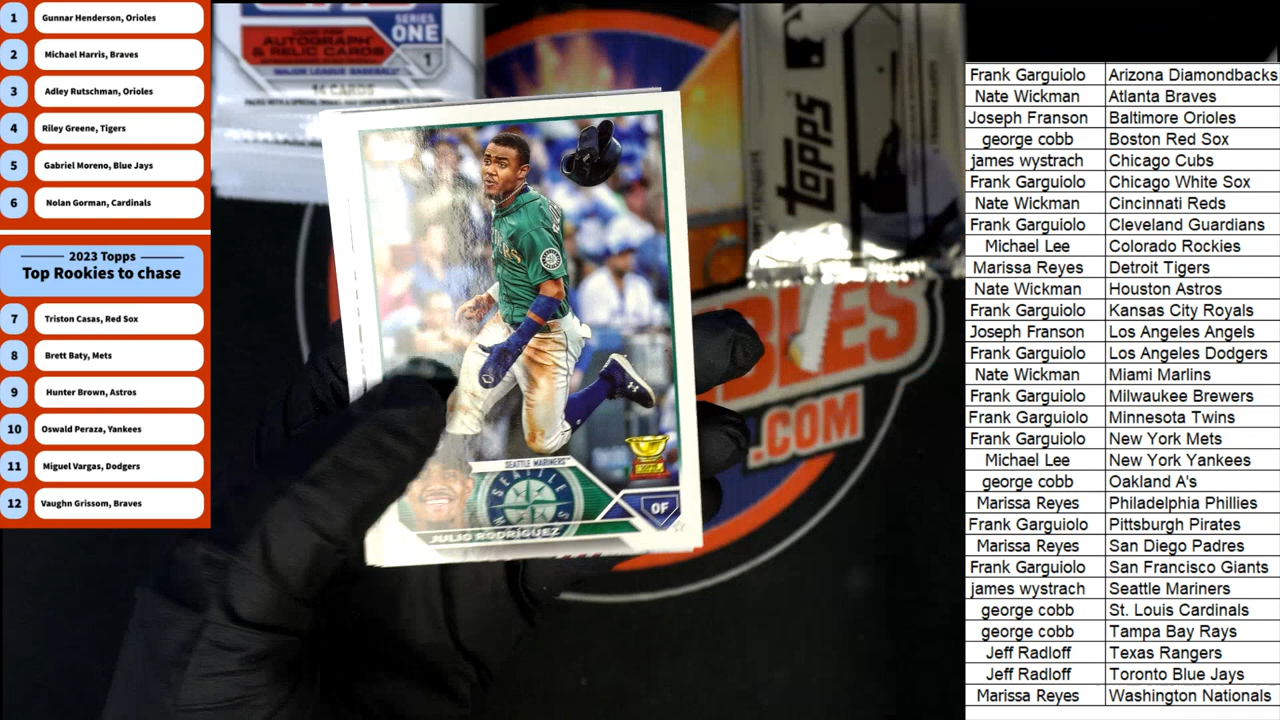 1 Gunnar Henderson, Orioles
2 Michael Harris, Braves
3 Adley Rutschman, Orioles
4 Riley Greene, Tigers
5 Gabriel Moreno, Blue Jays
6 Nolan Gorman, Cardinals
2023 Topps
Top Rookies to chase
7 Triston Casas, Red Sox
8 Brett Baty, Mets
9 Hunter Brown, Astros
10 Oswald Peraza, Yankees
11 Miguel Vargas, Dodgers
12 Vaughn Grissom, Braves
SERIES
ONE
1
AUTOGRAPH
& RELIC CARDS
MAJOR LEAGUE BASEBALL
14 CARDS
topps
SEATTLE MARINERS
SEATTLE
OF
JULIO RODRÍGUEZ
BLES
.COM
Frank Garguiolo Arizona Diamondbacks
Nate Wickman Atlanta Braves
Joseph Franson Baltimore Orioles
george cobb Boston Red Sox
james wystrach Chicago Cubs
Frank Garguiolo Chicago White Sox
Nate Wickman Cincinnati Reds
Frank Garguiolo Cleveland Guardians
Michael Lee Colorado Rockies
Marissa Reyes Detroit Tigers
Nate Wickman Houston Astros
Frank Garguiolo Kansas City Royals
Joseph Franson Los Angeles Angels
Frank Garguiolo Los Angeles Dodgers
Nate Wickman Miami Marlins
Frank Garguiolo Milwaukee Brewers
Frank Garguiolo Minnesota Twins
Frank Garguiolo New York Mets
Michael Lee New York Yankees
george cobb Oakland A's
Marissa Reyes Philadelphia Phillies
Frank Garguiolo Pittsburgh Pirates
Marissa Reyes San Diego Padres
Frank Garguiolo San Francisco Giants
james wystrach Seattle Mariners
george cobb St. Louis Cardinals
george cobb Tampa Bay Rays
Jeff Radloff Texas Rangers
Jeff Radloff Toronto Blue Jays
Marissa Reyes Washington Nationals